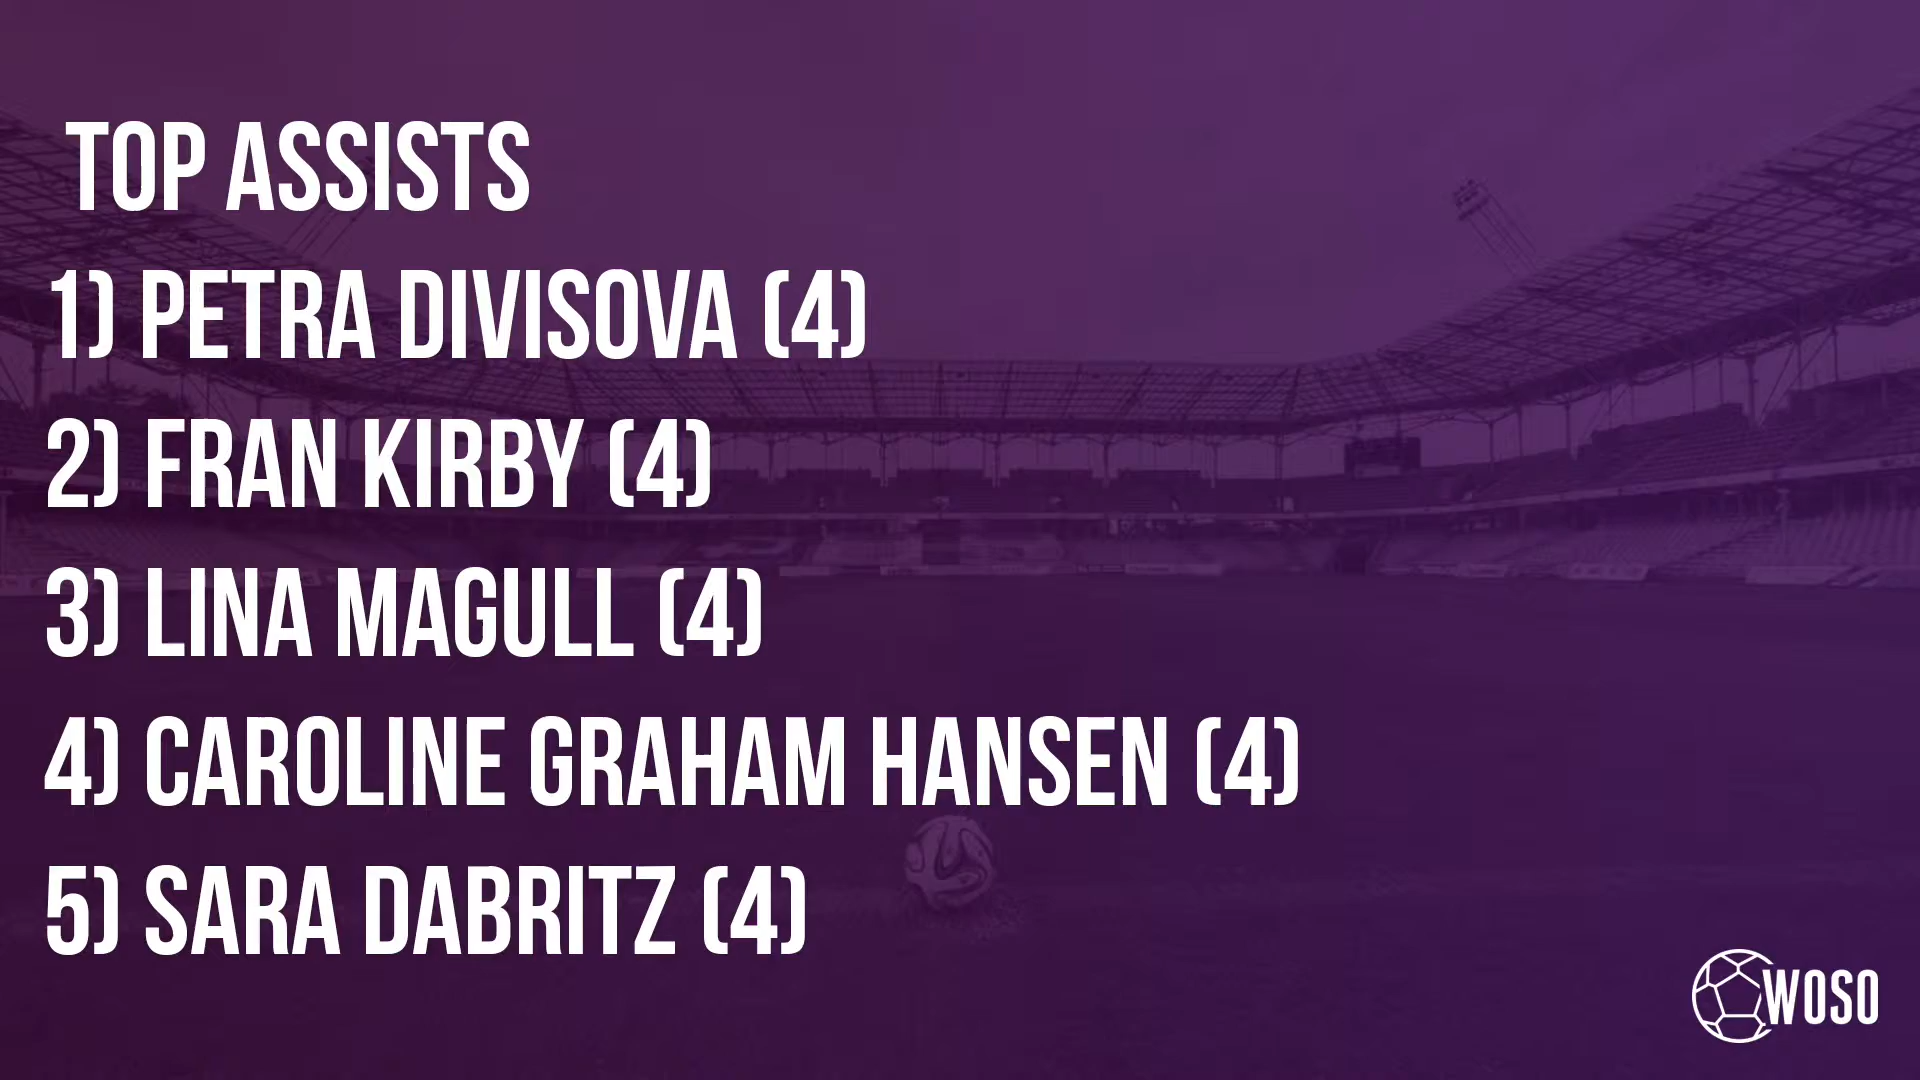 TOP ASSISTS
1) PETRA DIVISOVA (4)
2) FRAN KIRBY (4)
3) LINA MAGULL (4)
4) CAROLINE GRAHAM HANSEN (4)
5) SARA DABRITZ (4)
WOSO